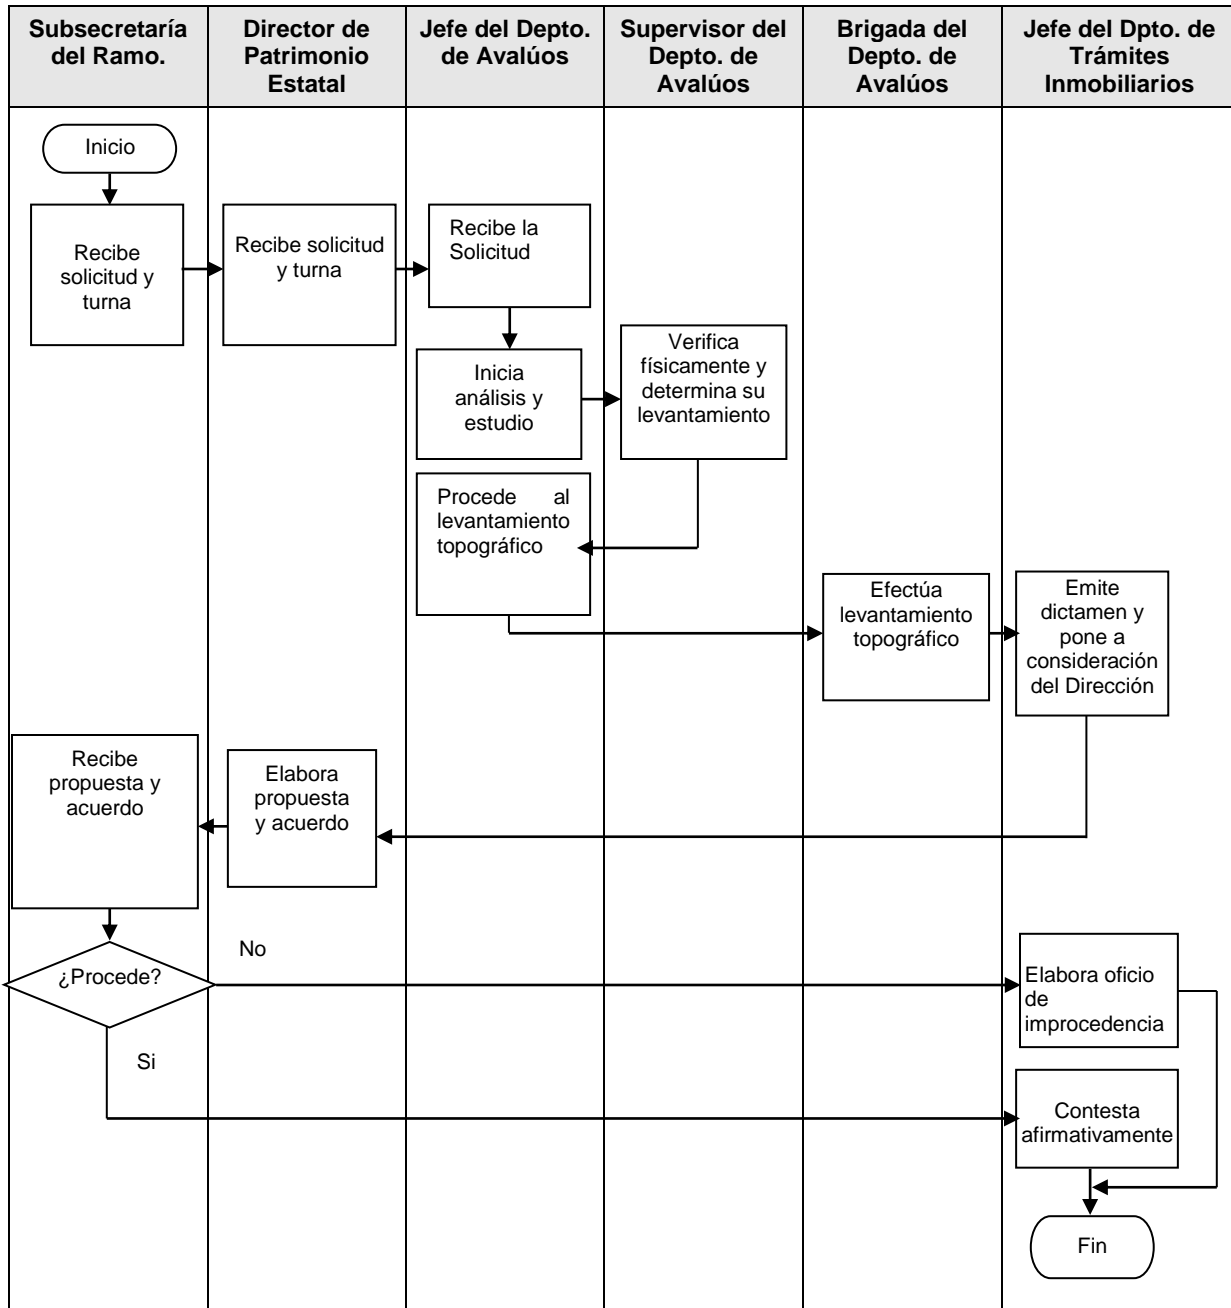 Subsecretaría
del Ramo.
Director de
Patrimonio
Estatal
Jefe del Depto.
de Avalúos
Supervisor del
Depto. de
Avalúos
Brigada del
Depto. de
Avalúos
Jefe del Dpto. de
Trámites
Inmobiliarios
Inicio
Recibe
solicitud y
turna
Recibe solicitud
y turna
Recibe la
Solicitud
Inicia
análisis y
estudio
Verifica
físicamente y
determina su
levantamiento
Procede al
levantamiento
topográfico
Efectúa
levantamiento
topográfico
Emite
dictamen y
pone a
consideración
del Dirección
Elabora
propuesta
y acuerdo
Recibe
propuesta y
acuerdo
¿Procede?
No
Elabora oficio
de
improcedencia
Si
Contesta
afirmativamente
Fin